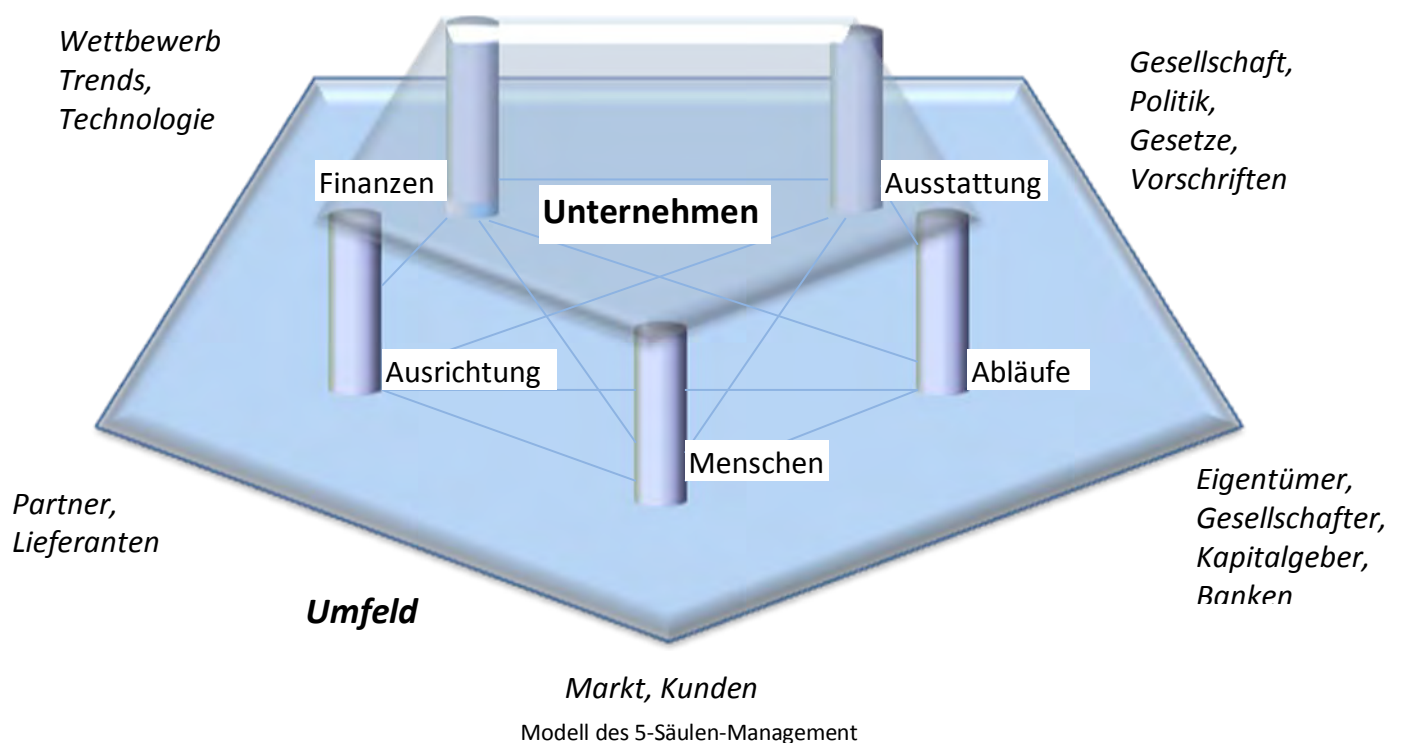 Wettbewerb
Trends,
Technologie
Gesellschaft,
Politik,
Gesetze,
Vorschriften
Finanzen
Ausstattung
Unternehmen
Ausrichtung
Abläufe
Menschen
Partner,
Lieferanten
Eigentümer,
Gesellschafter,
Kapitalgeber,
Banken
Umfeld
Markt, Kunden
Modell des 5-Säulen-Management